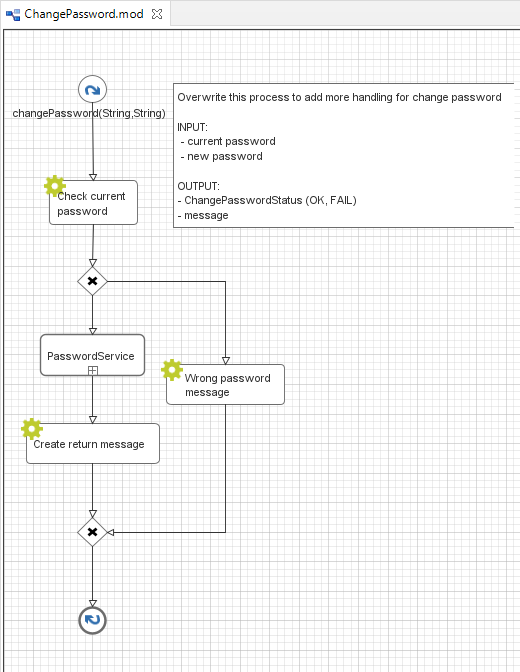 ChangePassword.mod
changePassword(String,String)
Overwrite this process to add more handling for change password
INPUT:
- current password
- new password
OUTPUT:
- ChangePasswordStatus (OK, FAIL)
- message
Check current
password
PasswordService
Wrong password
message
Create return message